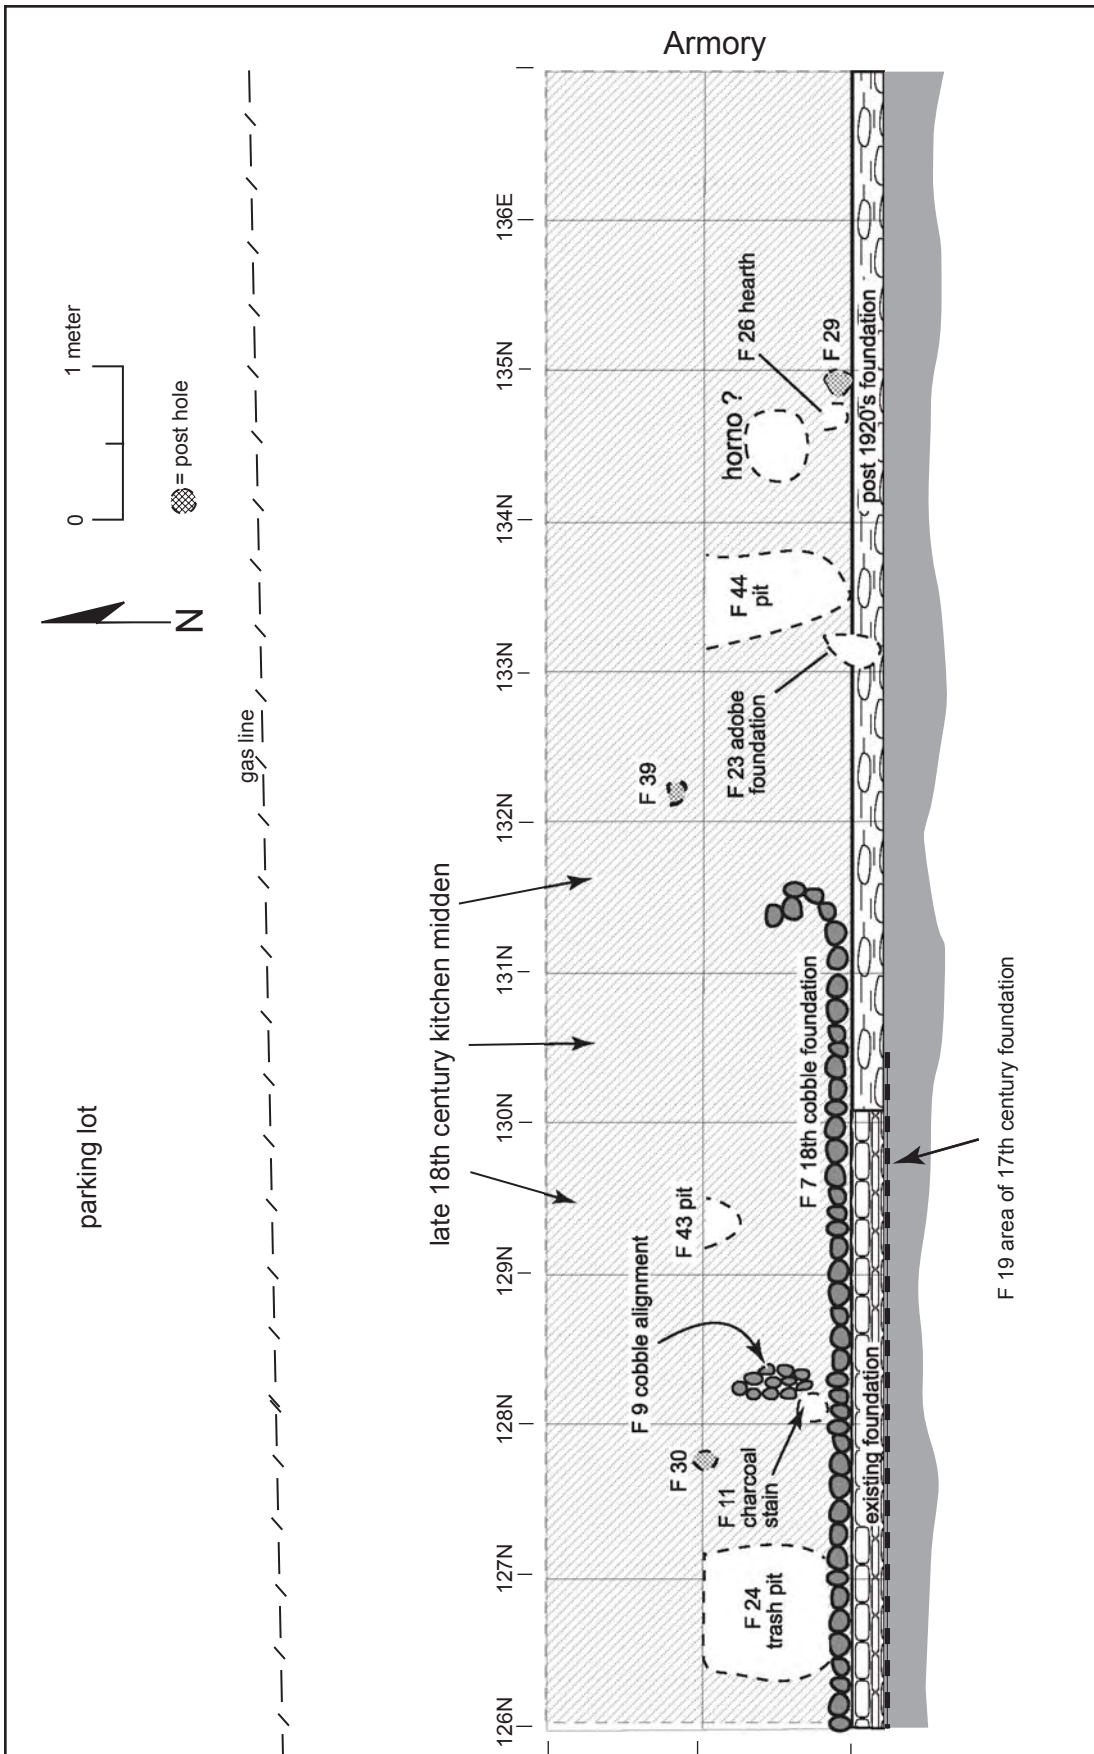 Armory
136E
135N
134N
133N
132N
131N
130N
129N
128N
127N
126N
1 meter
0
= post hole
N
gas line
parking lot
late 18th century kitchen midden
F 26 hearth
F 29
horno ?
post 1920's foundation
F 44
pit
F 23 adobe
foundation
F 39
F 7 18th cobble foundation
F 43 pit
F 9 cobble alignment
F 30
F 11
charcoal
stain
F 24
trash pit
existing foundation
F 19 area of 17th century foundation